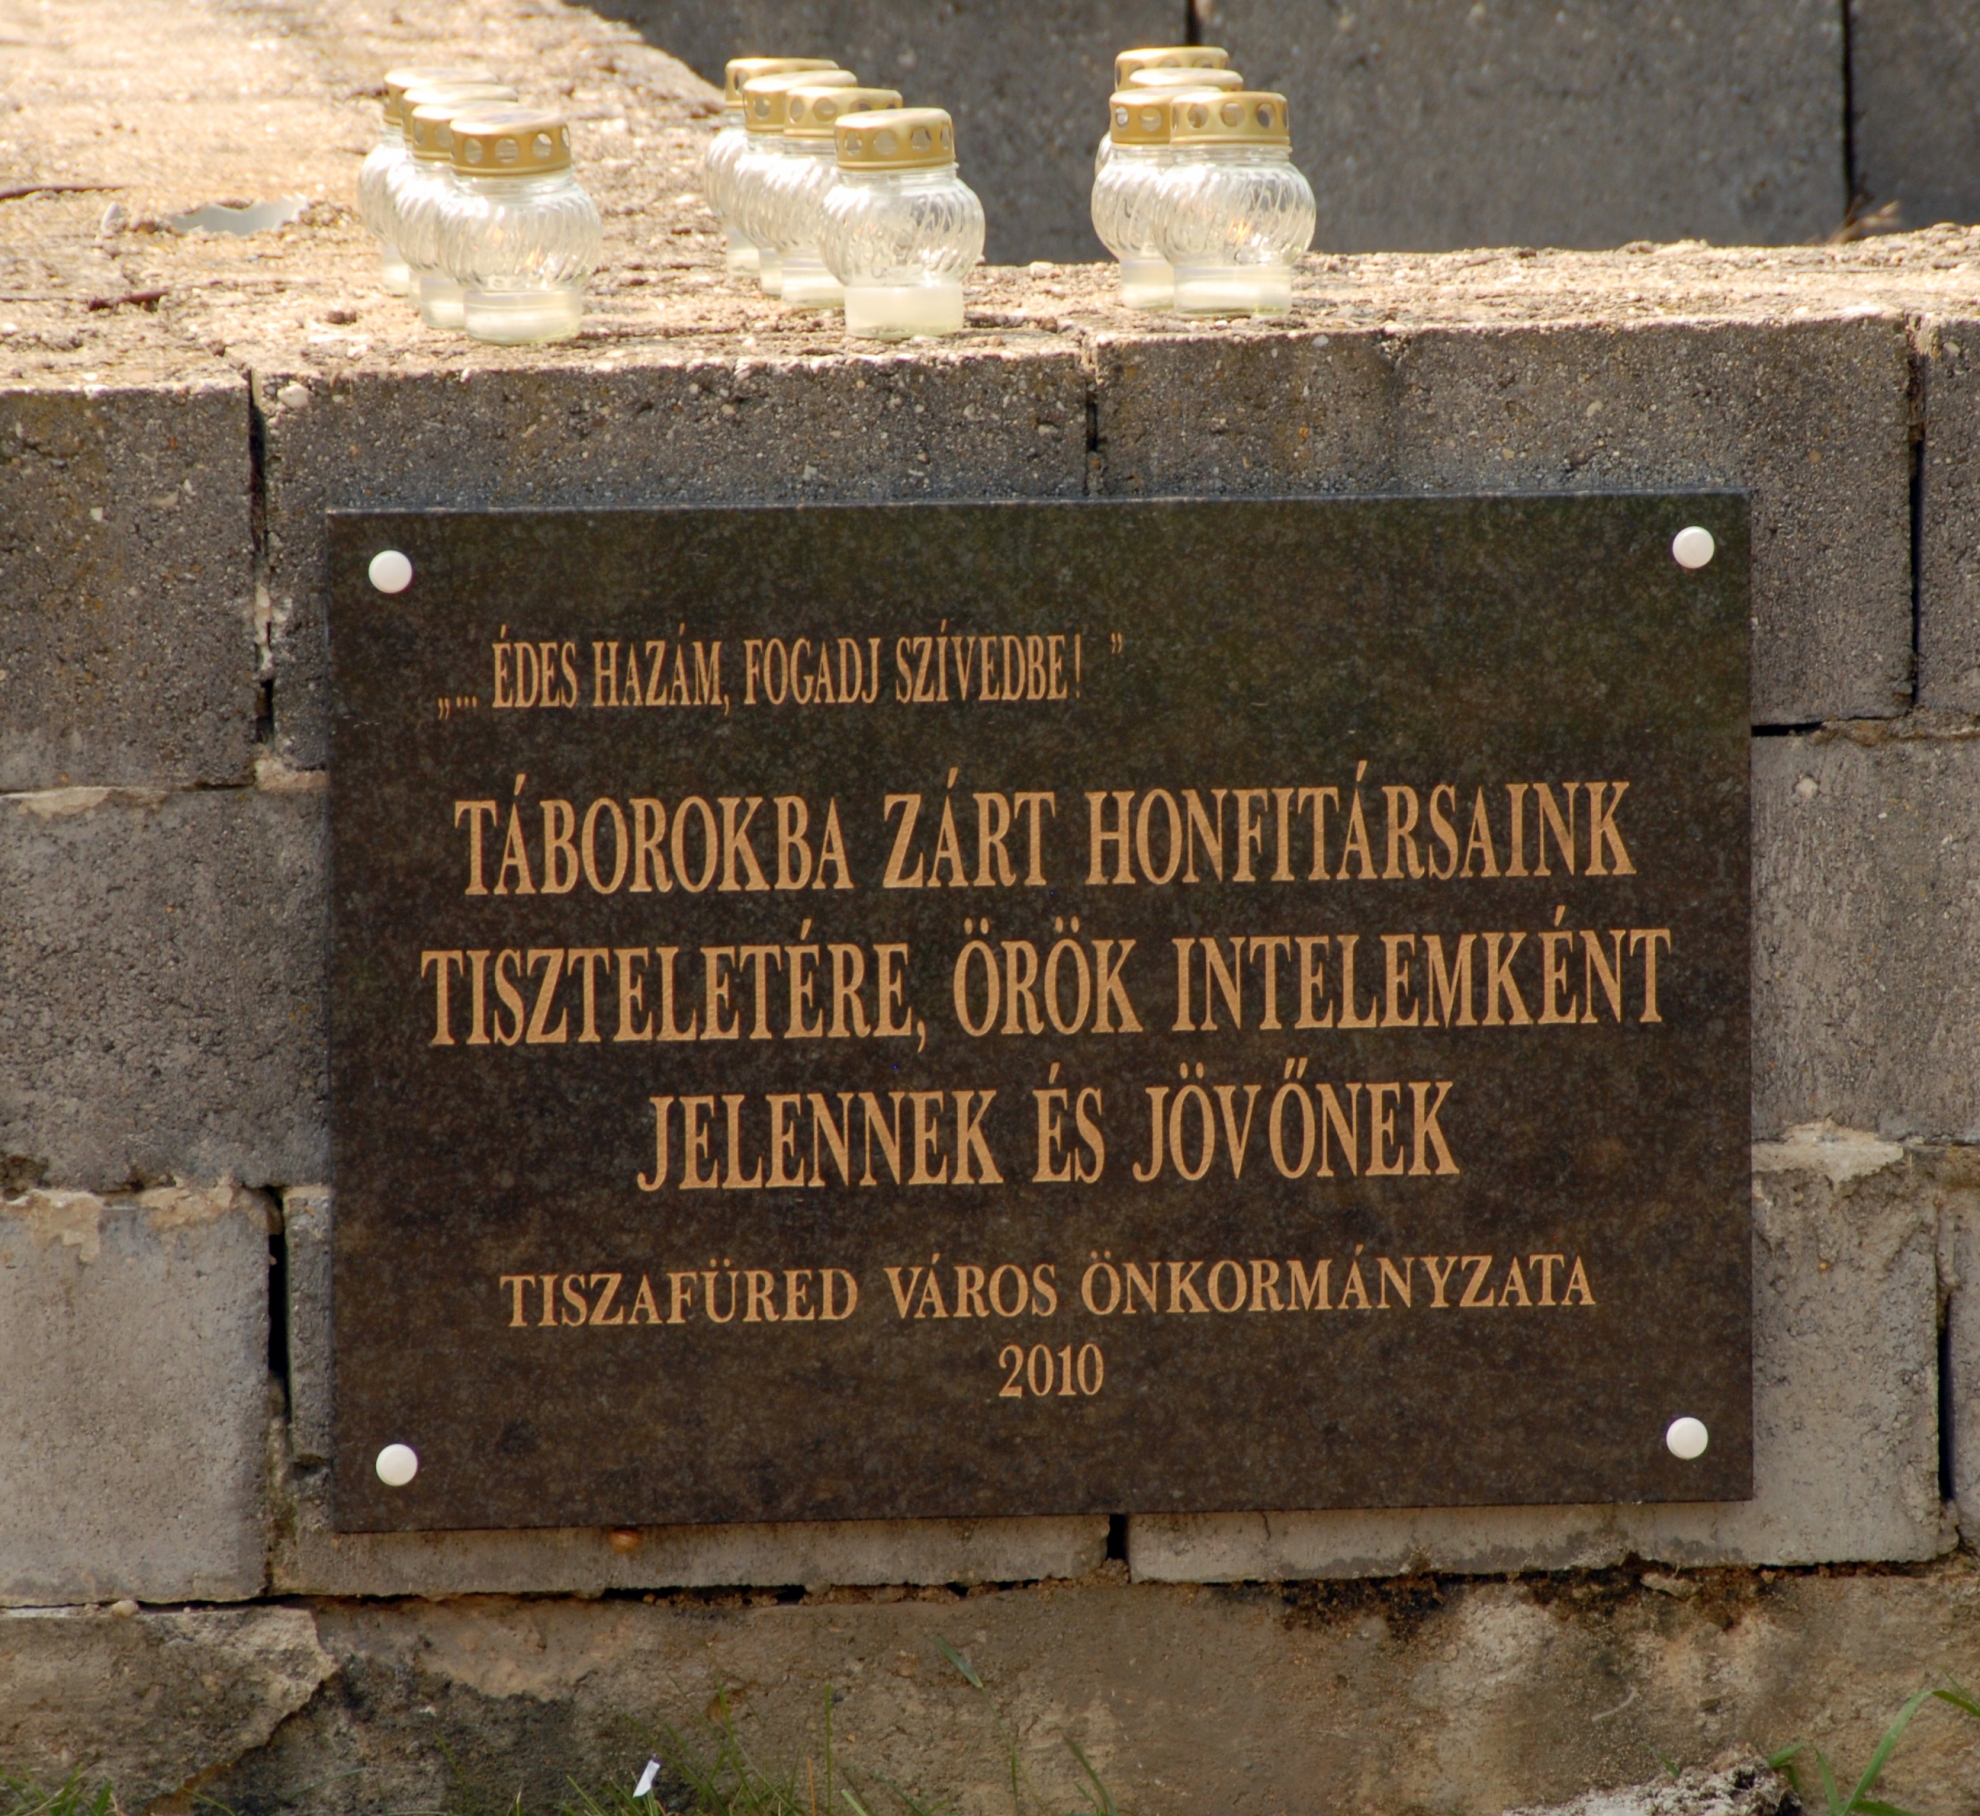 „... ÉDES HAZÁM, FOGADJ SZÍVEDBE! ”
TÁBOROKBA ZÁRT HONFITÁRSAINK
TISZTELETÉRE, ÖRÖK INTELEMKÉNT
JELENNEK ÉS JÖVŐNEK
TISZAFÜRED VÁROS ÖNKORMÁNYZATA
2010